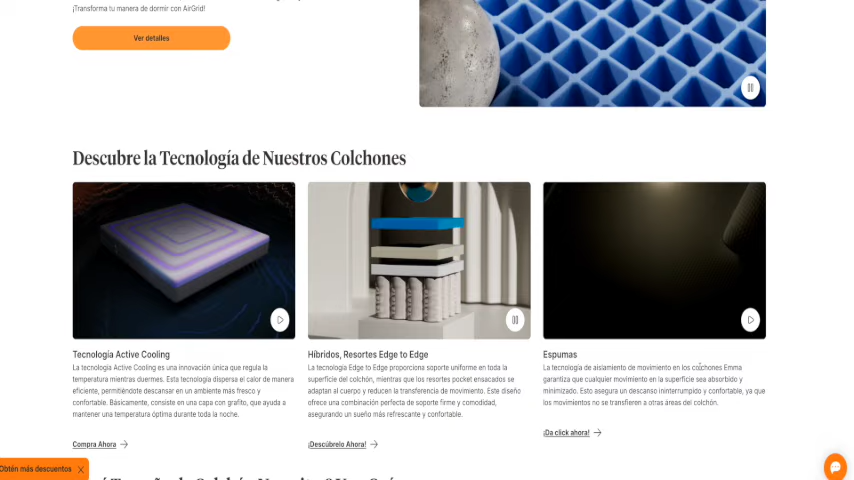 ¡Transforma tu manera de dormir con AirGrid!
Ver detalles
Descubre la Tecnología de Nuestros Colchones
Tecnología Active Cooling
La tecnología Active Cooling es una innovación única que regula la
temperatura mientras duermes. Esta tecnología dispersa el calor de manera
eficiente, permitiéndote descansar en un ambiente más fresco y
confortable. Básicamente, consiste en una capa con grafito, que ayuda a
mantener una temperatura óptima durante toda la noche.
Compra Ahora
Híbridos, Resortes Edge to Edge
La tecnología Edge to Edge proporciona soporte uniforme en toda la
superficie del colchón, mientras que los resortes pocket ensacados se
adaptan al cuerpo y reducen la transferencia de movimiento. Este diseño
ofrece una combinación perfecta de soporte firme y comodidad,
asegurando un sueño más refrescante y confortable.
¡Descúbrelo Ahora!
Espumas
La tecnología de aislamiento de movimiento en los colchones Emma
garantiza que cualquier movimiento en la superficie sea absorbido y
minimizado. Esto asegura un descanso ininterrumpido y confortable, ya que
los movimientos no se transfieren a otras áreas del colchón.
¡Da click ahora!
Obtén más descuentos X